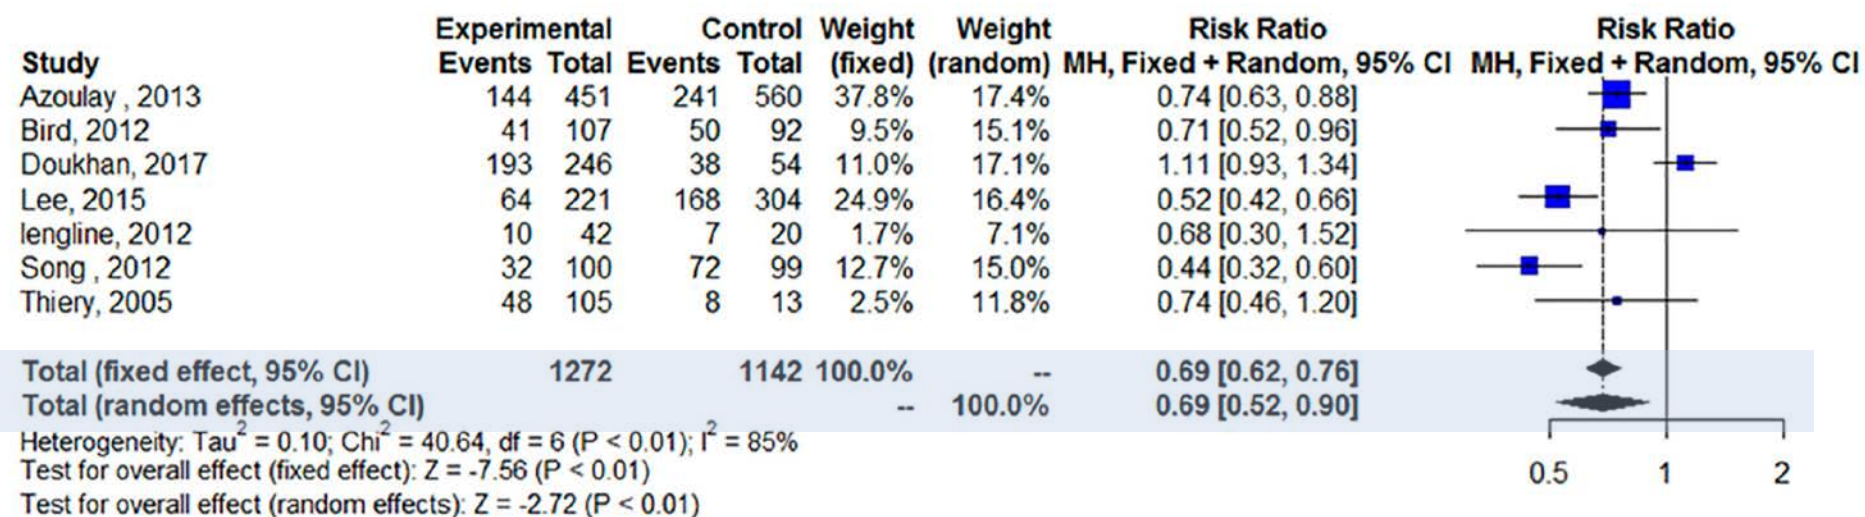 Experimental Control Weight Weight Risk Ratio Risk Ratio
Study Events Total Events Total (fixed) (random) MH, Fixed + Random, 95% CI MH, Fixed + Random, 95% CI
Azoulay , 2013 144 451 241 560 37.8% 17.4% 0.74 [0.63, 0.88]
Bird, 2012 41 107 50 92 9.5% 15.1% 0.71 [0.52, 0.96]
Doukhan, 2017 193 246 38 54 11.0% 17.1% 1.11 [0.93, 1.34]
Lee, 2015 64 221 168 304 24.9% 16.4% 0.52 [0.42, 0.66]
lengline, 2012 10 42 7 20 1.7% 7.1% 0.68 [0.30, 1.52]
Song , 2012 32 100 72 99 12.7% 15.0% 0.44 [0.32, 0.60]
Thiery, 2005 48 105 8 13 2.5% 11.8% 0.74 [0.46, 1.20]
Total (fixed effect, 95% CI) 1272 1142 100.0% -- 0.69 [0.62, 0.76]
Total (random effects, 95% CI) -- 100.0% 0.69 [0.52, 0.90]
Heterogeneity: Tau² = 0.10; Chi² = 40.64, df = 6 (P < 0.01); I² = 85%
Test for overall effect (fixed effect): Z = -7.56 (P < 0.01)
Test for overall effect (random effects): Z = -2.72 (P < 0.01)
0.5 1 2